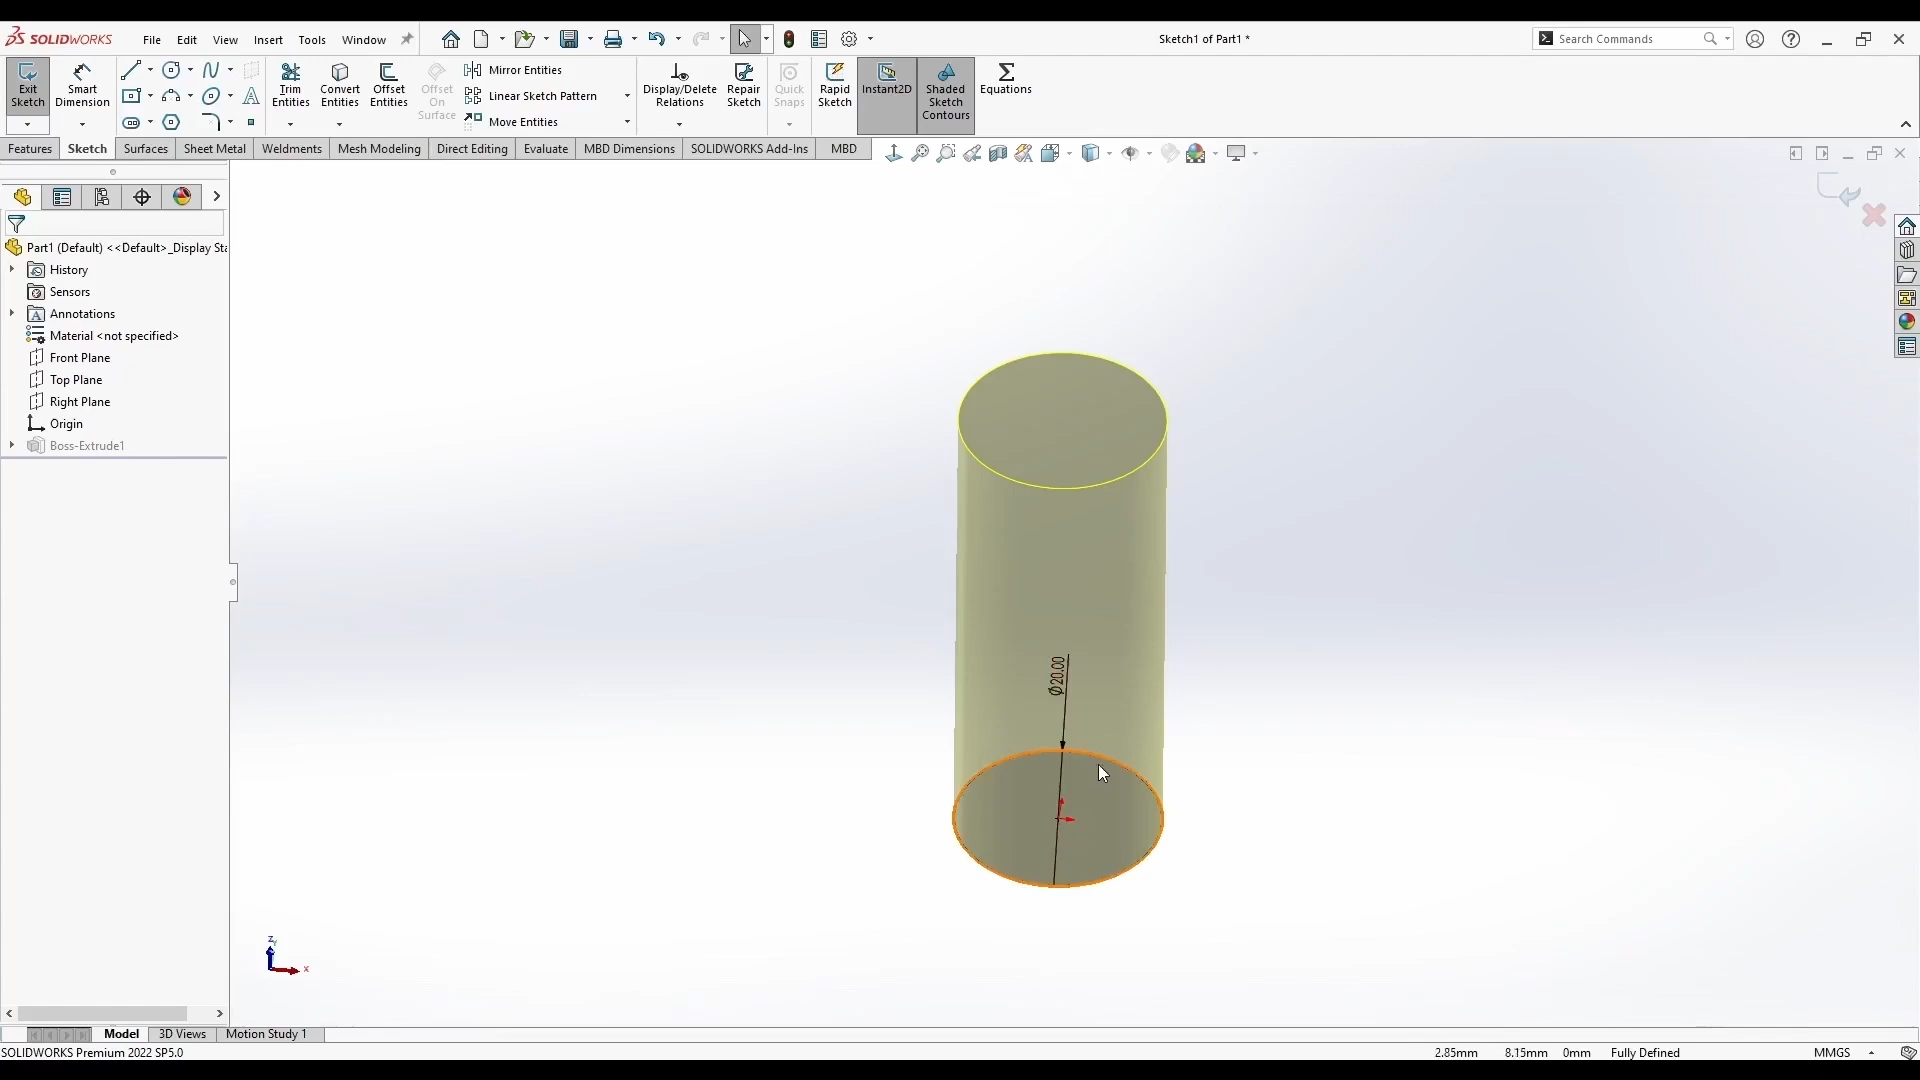 SOLIDWORKS
File Edit View Insert Tools Window
Sketch1 of Part1 *
Search Commands
Exit Sketch
Smart Dimension
Trim Entities
Convert Entities
Offset Entities
Offset On Surface
Mirror Entities
Linear Sketch Pattern
Move Entities
Display/Delete Relations
Repair Sketch
Quick Snaps
Rapid Sketch
Instant2D
Shaded Sketch Contours
Equations
Features Sketch Surfaces Sheet Metal Weldments Mesh Modeling Direct Editing Evaluate MBD Dimensions SOLIDWORKS Add-Ins MBD
Part1 (Default) <<Default>_Display Sta
History
Sensors
Annotations
Material <not specified>
Front Plane
Top Plane
Right Plane
Origin
Boss-Extrude1
Ø20.00
Z
X
Model 3D Views Motion Study 1
SOLIDWORKS Premium 2022 SP5.0
2.85mm 8.15mm 0mm Fully Defined MMGS